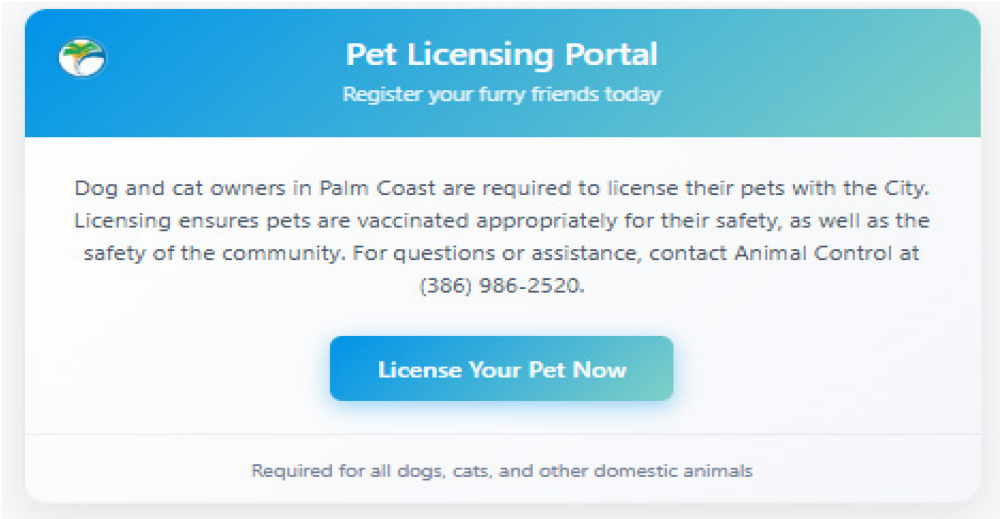 Pet Licensing Portal
Register your furry friends today
Dog and cat owners in Palm Coast are required to license their pets with the City.
Licensing ensures pets are vaccinated appropriately for their safety, as well as the
safety of the community. For questions or assistance, contact Animal Control at
(386) 986-2520.
License Your Pet Now
Required for all dogs, cats, and other domestic animals